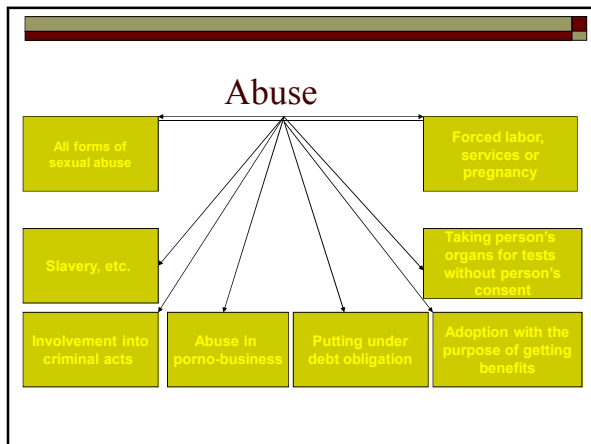 Abuse
All forms of
sexual abuse
Forced labor,
services or
pregnancy
Slavery, etc.
Taking person's
organs for tests
without person's
consent
Involvement into
criminal acts
Abuse in
porno-business
Putting under
debt obligation
Adoption with the
purpose of getting
benefits